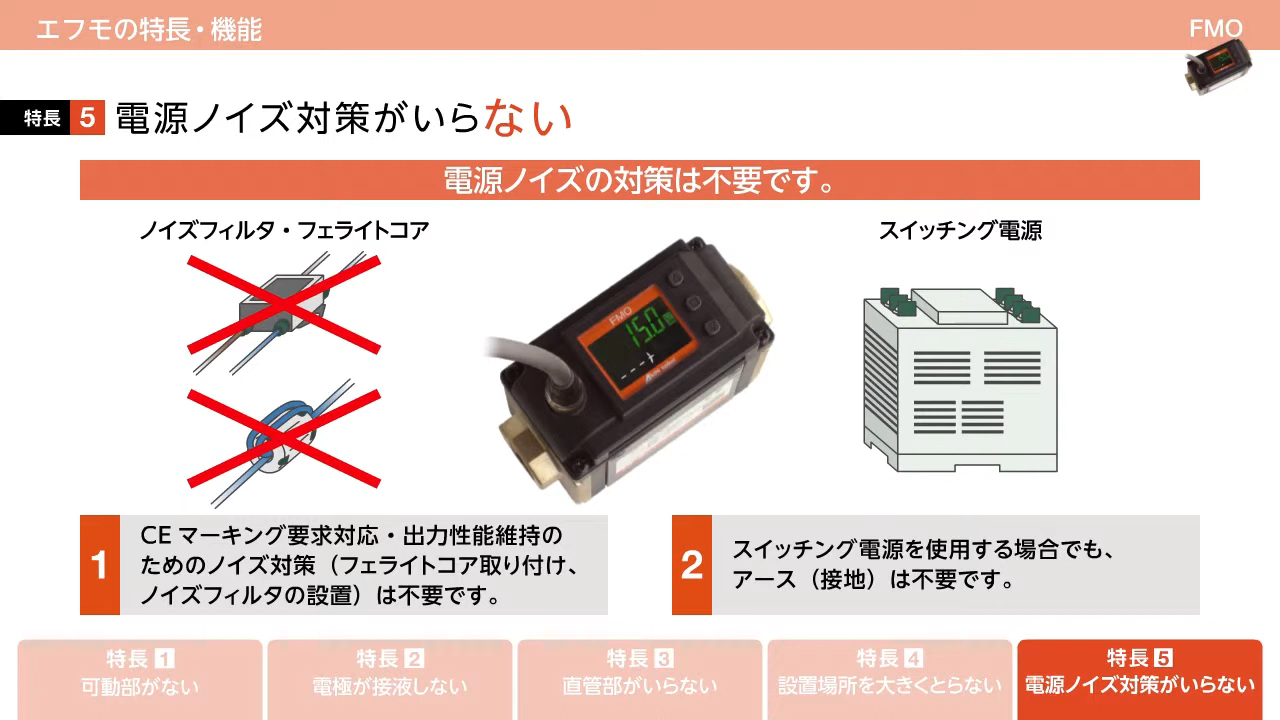 エフモの特長・機能
FMO
特長 5 電源ノイズ対策がいらない
電源ノイズの対策は不要です。
ノイズフィルタ・フェライトコア
スイッチング電源
FMO
15.0
1
CE マーキング要求対応・出力性能維持の
ためのノイズ対策（フェライトコア取り付け、
ノイズフィルタの設置）は不要です。
2
スイッチング電源を使用する場合でも、
アース（接地）は不要です。
特長 1
可動部がない
特長 2
電極が接液しない
特長 3
直管部がいらない
特長 4
設置場所を大きくとらない
特長 5
電源ノイズ対策がいらない